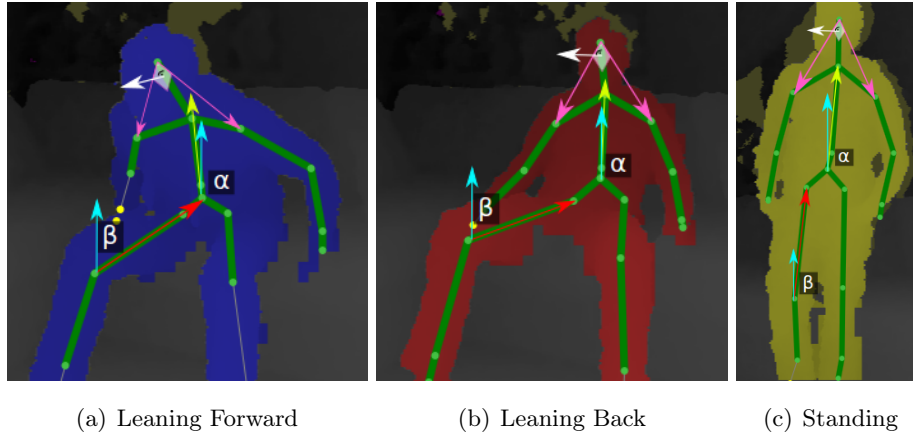 α
β
α
β
α
β
(a) Leaning Forward
(b) Leaning Back
(c) Standing